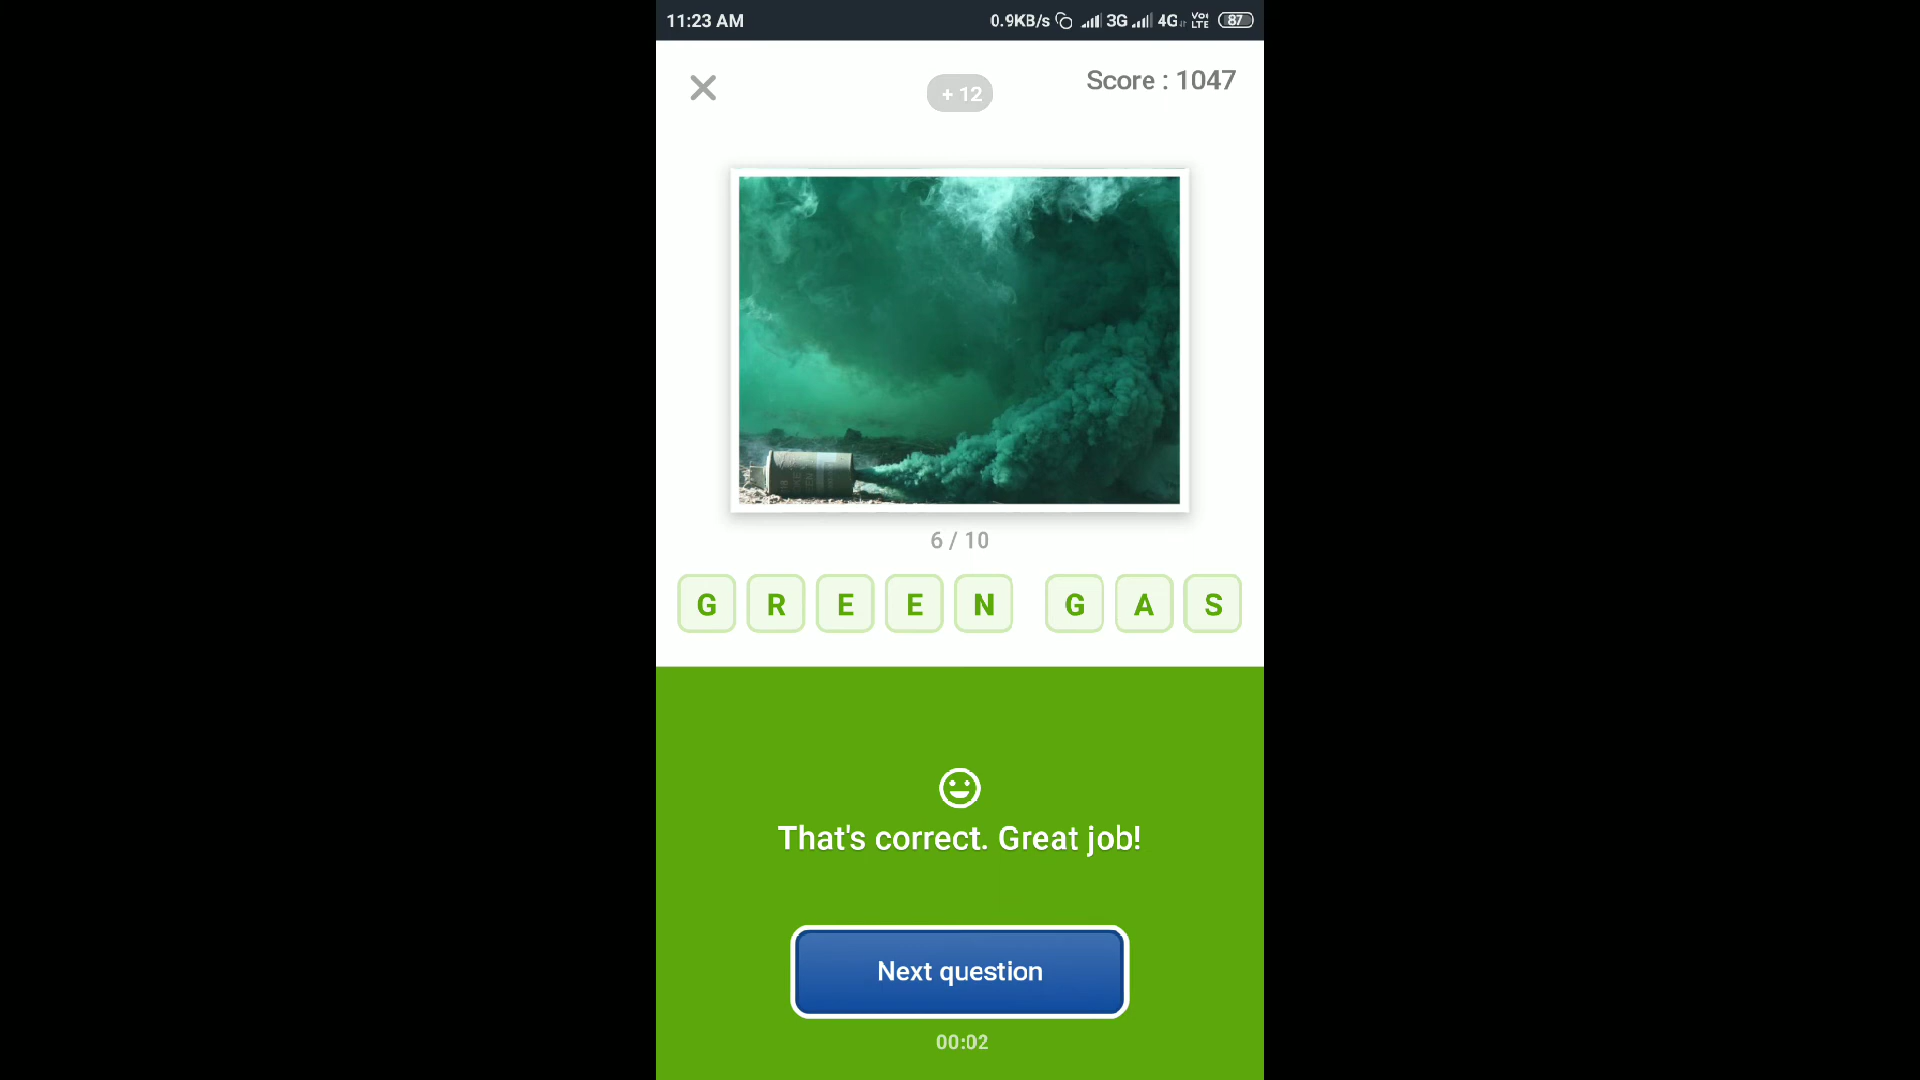 11:23 AM 0.9KB/s 3G 4G VoLTE 87
+ 12 Score : 1047
6 / 10
G R E E N G A S
That's correct. Great job!
Next question
00:02